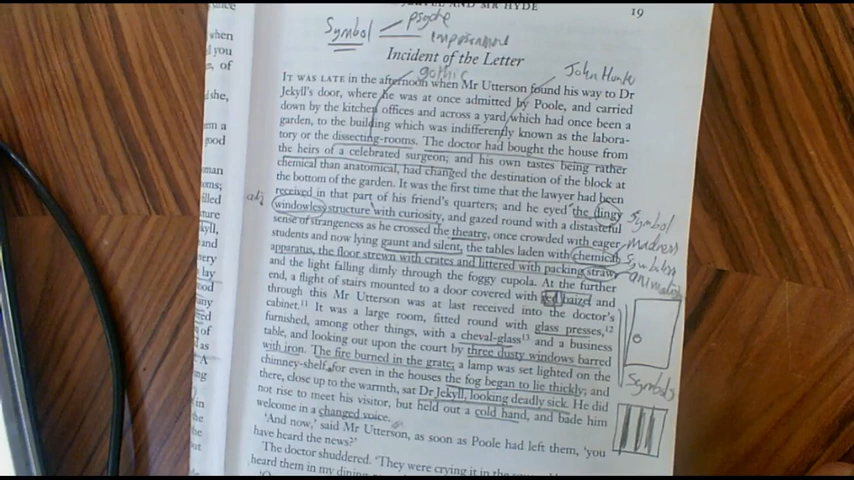 AND MR HYDE
19
Symbol psyche
imprisonment
Incident of the Letter
gothic
John Hunter
IT WAS LATE in the afternoon when Mr Utterson found his way to Dr
Jekyll's door, where he was at once admitted by Poole, and carried
down by the kitchen offices and across a yard which had once been a
garden, to the building which was indifferently known as the labora-
tory or the dissecting-rooms. The doctor had bought the house from
the heirs of a celebrated surgeon; and his own tastes being rather
chemical than anatomical, had changed the destination of the block at
the bottom of the garden. It was the first time that the lawyer had been
received in that part of his friend's quarters; and he eyed the dingy
windowless structure with curiosity, and gazed round with a distasteful
sense of strangeness as he crossed the theatre, once crowded with eager
students and now lying gaunt and silent, the tables laden with chemical
apparatus, the floor strewn with crates and littered with packing straw,
and the light falling dimly through the foggy cupola. At the further
end, a flight of stairs mounted to a door covered with red baize; and
through this Mr Utterson was at last received into the doctor's
cabinet.11 It was a large room, fitted round with glass presses,12
furnished, among other things, with a cheval-glass13 and a business
table, and looking out upon the court by three dusty windows barred
with iron. The fire burned in the grate; a lamp was set lighted on the
chimney-shelf, for even in the houses the fog began to lie thickly; and
there, close up to the warmth, sat Dr Jekyll, looking deadly sick. He did
not rise to meet his visitor, but held out a cold hand, and bade him
welcome in a changed voice.
'And now,' said Mr Utterson, as soon as Poole had left them, 'you
have heard the news?'
The doctor shuddered. 'They were crying it in the
heard them in my dining
adj
symbol
madness
Symbolism
Symbols